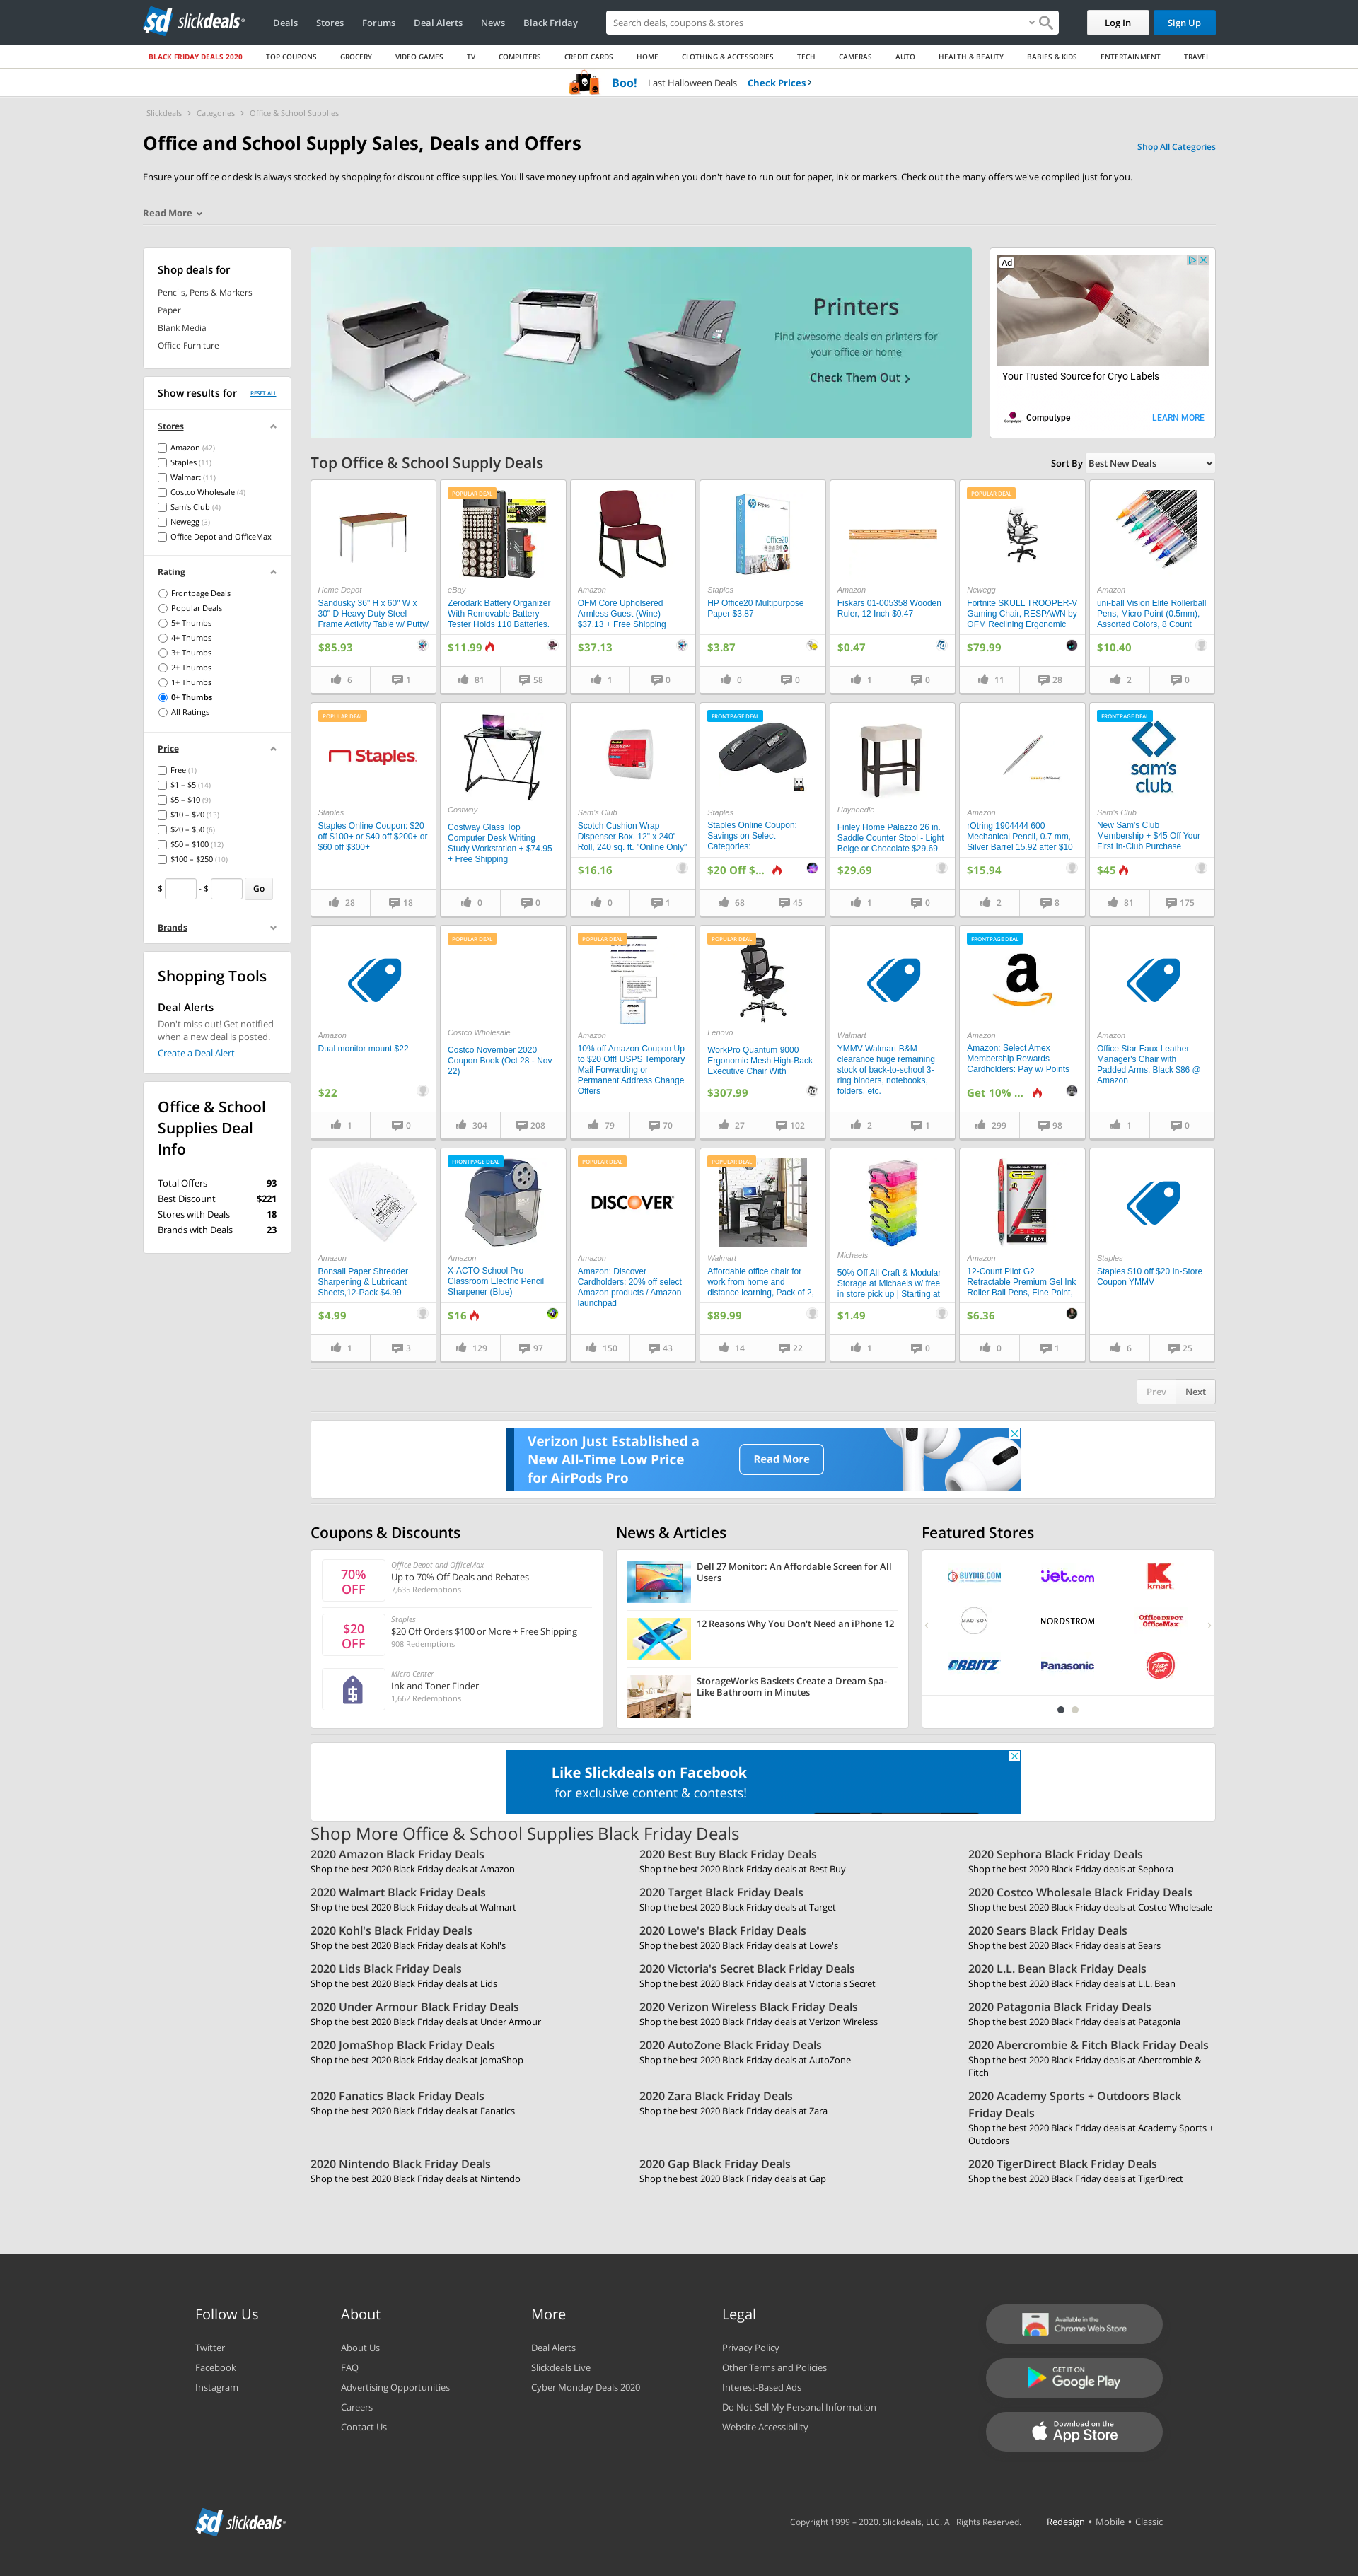 slickdeals
Deals
Stores
Forums
Deal Alerts
News
Black Friday
Search deals, coupons & stores
Log In
Sign Up
BLACK FRIDAY DEALS 2020
TOP COUPONS
GROCERY
VIDEO GAMES
TV
COMPUTERS
CREDIT CARDS
HOME
CLOTHING & ACCESSORIES
TECH
CAMERAS
AUTO
HEALTH & BEAUTY
BABIES & KIDS
ENTERTAINMENT
TRAVEL
Boo! Last Halloween Deals Check Prices
Slickdeals > Categories > Office & School Supplies
Office and School Supply Sales, Deals and Offers
Shop All Categories
Ensure your office or desk is always stocked by shopping for discount office supplies. You'll save money upfront and again when you don't have to run out for paper, ink or markers. Check out the many offers we've compiled just for you.
Read More
Shop deals for
Pencils, Pens & Markers
Paper
Blank Media
Office Furniture
Show results for
RESET ALL
Stores
Amazon (42)
Staples (11)
Walmart (11)
Costco Wholesale (4)
Sam's Club (4)
Newegg (3)
Office Depot and OfficeMax
Rating
Frontpage Deals
Popular Deals
5+ Thumbs
4+ Thumbs
3+ Thumbs
2+ Thumbs
1+ Thumbs
0+ Thumbs
All Ratings
Price
Free (1)
$1 – $5 (14)
$5 – $10 (9)
$10 – $20 (13)
$20 – $50 (6)
$50 – $100 (12)
$100 – $250 (10)
$ - $ Go
Brands
Shopping Tools
Deal Alerts
Don't miss out! Get notified
when a new deal is posted.
Create a Deal Alert
Office & School
Supplies Deal
Info
Total Offers 93
Best Discount $221
Stores with Deals 18
Brands with Deals 23
Printers
Find awesome deals on printers for
your office or home
Check Them Out
Ad
Your Trusted Source for Cryo Labels
Computype
LEARN MORE
Top Office & School Supply Deals
Sort By Best New Deals
Home Depot
Sandusky 36" H x 60" W x
30" D Heavy Duty Steel
Frame Activity Table w/ Putty/
$85.93
6 1
POPULAR DEAL
eBay
Zerodark Battery Organizer
With Removable Battery
Tester Holds 110 Batteries.
$11.99
81 58
Amazon
OFM Core Upholsered
Armless Guest (Wine)
$37.13 + Free Shipping
$37.13
1 0
Staples
HP Office20 Multipurpose
Paper $3.87
$3.87
0 0
Amazon
Fiskars 01-005358 Wooden
Ruler, 12 Inch $0.47
$0.47
1 0
POPULAR DEAL
Newegg
Fortnite SKULL TROOPER-V
Gaming Chair, RESPAWN by
OFM Reclining Ergonomic
$79.99
11 28
Amazon
uni-ball Vision Elite Rollerball
Pens, Micro Point (0.5mm),
Assorted Colors, 8 Count
$10.40
2 0
POPULAR DEAL
Staples
Staples
Staples Online Coupon: $20
off $100+ or $40 off $200+ or
$60 off $300+
28 18
Costway
Costway Glass Top
Computer Desk Writing
Study Workstation + $74.95
+ Free Shipping
0 0
Sam's Club
Scotch Cushion Wrap
Dispenser Box, 12" x 240'
Roll, 240 sq. ft. "Online Only"
$16.16
0 1
FRONTPAGE DEAL
Staples
Staples Online Coupon:
Savings on Select
Categories:
$20 Off $...
68 45
Hayneedle
Finley Home Palazzo 26 in.
Saddle Counter Stool - Light
Beige or Chocolate $29.69
$29.69
1 0
Amazon
rOtring 1904444 600
Mechanical Pencil, 0.7 mm,
Silver Barrel 15.92 after $10
$15.94
2 8
FRONTPAGE DEAL
sam's club
Sam's Club
New Sam's Club
Membership + $45 Off Your
First In-Club Purchase
$45
81 175
Amazon
Dual monitor mount $22
$22
1 0
POPULAR DEAL
Costco Wholesale
Costco November 2020
Coupon Book (Oct 28 - Nov
22)
304 208
POPULAR DEAL
Amazon
10% off Amazon Coupon Up
to $20 Off! USPS Temporary
Mail Forwarding or
Permanent Address Change
Offers
79 70
POPULAR DEAL
Lenovo
WorkPro Quantum 9000
Ergonomic Mesh High-Back
Executive Chair With
$307.99
27 102
Walmart
YMMV Walmart B&M
clearance huge remaining
stock of back-to-school 3-
ring binders, notebooks,
folders, etc.
2 1
FRONTPAGE DEAL
Amazon
Amazon: Select Amex
Membership Rewards
Cardholders: Pay w/ Points
Get 10% ...
299 98
Amazon
Office Star Faux Leather
Manager's Chair with
Padded Arms, Black $86 @
Amazon
1 0
Amazon
Bonsaii Paper Shredder
Sharpening & Lubricant
Sheets,12-Pack $4.99
$4.99
1 3
FRONTPAGE DEAL
Amazon
X-ACTO School Pro
Classroom Electric Pencil
Sharpener (Blue)
$16
129 97
POPULAR DEAL
DISCOVER
Amazon
Amazon: Discover
Cardholders: 20% off select
Amazon products / Amazon
launchpad
150 43
POPULAR DEAL
Walmart
Affordable office chair for
work from home and
distance learning, Pack of 2,
$89.99
14 22
Michaels
50% Off All Craft & Modular
Storage at Michaels w/ free
in store pick up | Starting at
$1.49
1 0
Amazon
12-Count Pilot G2
Retractable Premium Gel Ink
Roller Ball Pens, Fine Point,
$6.36
0 1
Staples
Staples $10 off $20 In-Store
Coupon YMMV
6 25
Prev Next
Verizon Just Established a
New All-Time Low Price
for AirPods Pro
Read More
Coupons & Discounts
70%
OFF
Office Depot and OfficeMax
Up to 70% Off Deals and Rebates
7,635 Redemptions
$20
OFF
Staples
$20 Off Orders $100 or More + Free Shipping
908 Redemptions
Micro Center
Ink and Toner Finder
1,662 Redemptions
News & Articles
Dell 27 Monitor: An Affordable Screen for All
Users
12 Reasons Why You Don't Need an iPhone 12
StorageWorks Baskets Create a Dream Spa-
Like Bathroom in Minutes
Featured Stores
BUYDIG.COM
jet.com
kmart
MADISON
NORDSTROM
Office DEPOT
OfficeMax
ORBITZ
Panasonic
Pizza Hut
Like Slickdeals on Facebook
for exclusive content & contests!
Shop More Office & School Supplies Black Friday Deals
2020 Amazon Black Friday Deals
Shop the best 2020 Black Friday deals at Amazon
2020 Best Buy Black Friday Deals
Shop the best 2020 Black Friday deals at Best Buy
2020 Sephora Black Friday Deals
Shop the best 2020 Black Friday deals at Sephora
2020 Walmart Black Friday Deals
Shop the best 2020 Black Friday deals at Walmart
2020 Target Black Friday Deals
Shop the best 2020 Black Friday deals at Target
2020 Costco Wholesale Black Friday Deals
Shop the best 2020 Black Friday deals at Costco Wholesale
2020 Kohl's Black Friday Deals
Shop the best 2020 Black Friday deals at Kohl's
2020 Lowe's Black Friday Deals
Shop the best 2020 Black Friday deals at Lowe's
2020 Sears Black Friday Deals
Shop the best 2020 Black Friday deals at Sears
2020 Lids Black Friday Deals
Shop the best 2020 Black Friday deals at Lids
2020 Victoria's Secret Black Friday Deals
Shop the best 2020 Black Friday deals at Victoria's Secret
2020 L.L. Bean Black Friday Deals
Shop the best 2020 Black Friday deals at L.L. Bean
2020 Under Armour Black Friday Deals
Shop the best 2020 Black Friday deals at Under Armour
2020 Verizon Wireless Black Friday Deals
Shop the best 2020 Black Friday deals at Verizon Wireless
2020 Patagonia Black Friday Deals
Shop the best 2020 Black Friday deals at Patagonia
2020 JomaShop Black Friday Deals
Shop the best 2020 Black Friday deals at JomaShop
2020 AutoZone Black Friday Deals
Shop the best 2020 Black Friday deals at AutoZone
2020 Abercrombie & Fitch Black Friday Deals
Shop the best 2020 Black Friday deals at Abercrombie &
Fitch
2020 Fanatics Black Friday Deals
Shop the best 2020 Black Friday deals at Fanatics
2020 Zara Black Friday Deals
Shop the best 2020 Black Friday deals at Zara
2020 Academy Sports + Outdoors Black
Friday Deals
Shop the best 2020 Black Friday deals at Academy Sports +
Outdoors
2020 Nintendo Black Friday Deals
Shop the best 2020 Black Friday deals at Nintendo
2020 Gap Black Friday Deals
Shop the best 2020 Black Friday deals at Gap
2020 TigerDirect Black Friday Deals
Shop the best 2020 Black Friday deals at TigerDirect
Follow Us
Twitter
Facebook
Instagram
About
About Us
FAQ
Advertising Opportunities
Careers
Contact Us
More
Deal Alerts
Slickdeals Live
Cyber Monday Deals 2020
Legal
Privacy Policy
Other Terms and Policies
Interest-Based Ads
Do Not Sell My Personal Information
Website Accessibility
Available in the
Chrome Web Store
GET IT ON
Google Play
Download on the
App Store
slickdeals
Copyright 1999 – 2020. Slickdeals, LLC. All Rights Reserved.
Redesign • Mobile • Classic